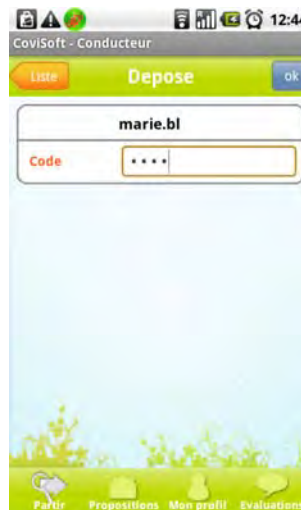 12:44
CoviSoft - Conducteur
Liste
Depose
ok
marie.bl
Code
••••
Partir
Propositions
Mon profil
Evaluations